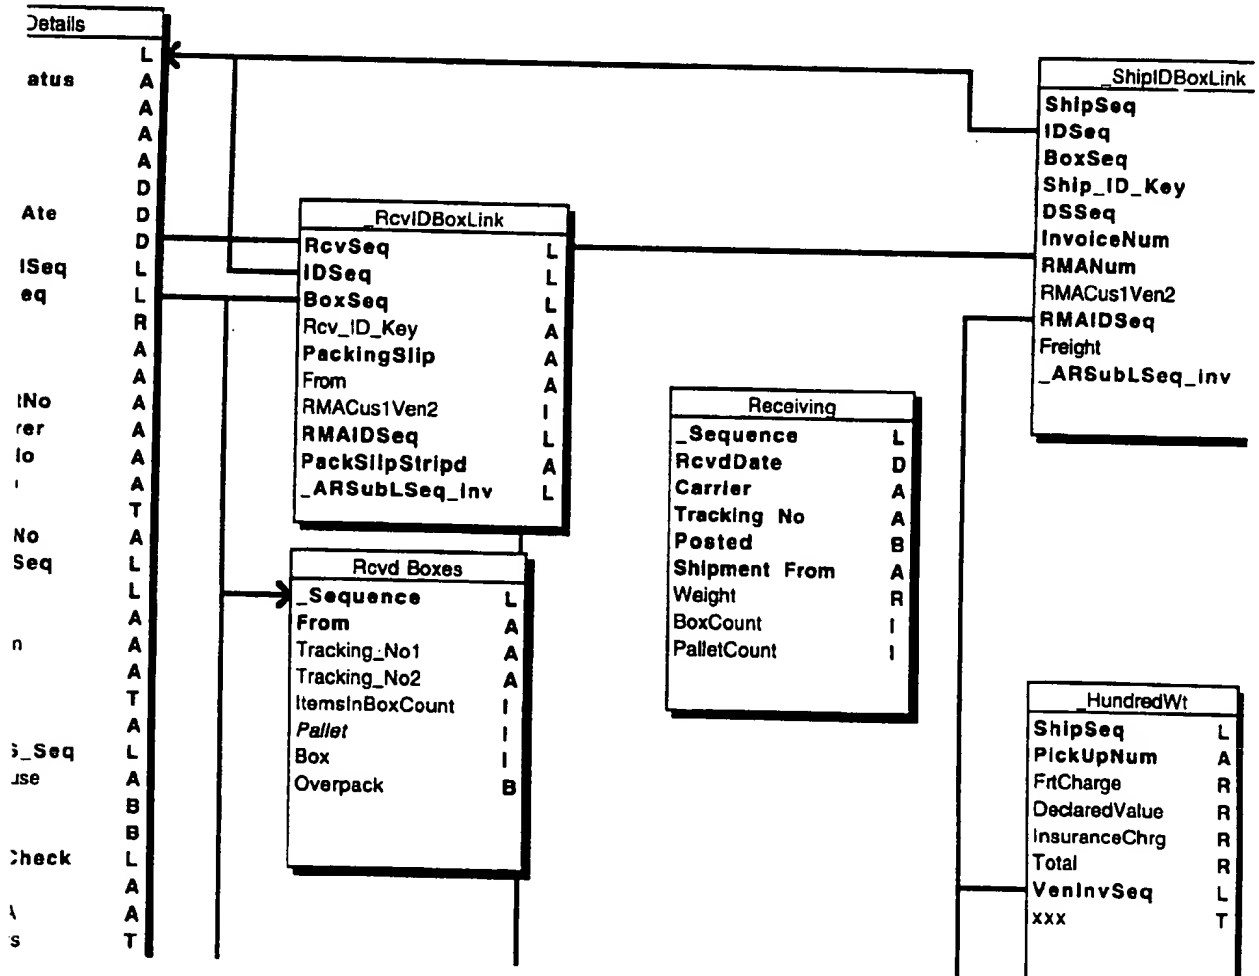 Details
L
atus A
A
A
A
D
Ate D
D
ISeq L
eq L
R
A
A
INo A
rer A
lo A
A
T
No A
Seq L
L
A
n A
A
T
A
S_Seq L
use A
B
B
Check L
A
A A
s T
_RcvIDBoxLink
RcvSeq L
IDSeq L
BoxSeq L
Rcv_ID_Key A
PackingSlip A
From A
RMACus1Ven2 I
RMAIDSeq L
PackSlipStripd A
_ARSubLSeq_Inv L
Rcvd Boxes
_Sequence L
From A
Tracking_No1 A
Tracking_No2 A
ItemsInBoxCount I
Pallet I
Box I
Overpack B
Receiving
_Sequence L
RcvdDate D
Carrier A
Tracking No A
Posted B
Shipment From A
Weight R
BoxCount I
PalletCount I
_ShipIDBoxLink
ShipSeq
IDSeq
BoxSeq
Ship_ID_Key
DSSeq
InvoiceNum
RMANum
RMACus1Ven2
RMAIDSeq
Freight
_ARSubLSeq_inv
_HundredWt
ShipSeq L
PickUpNum A
FrtCharge R
DeclaredValue R
InsuranceChrg R
Total R
VenInvSeq L
xxx T